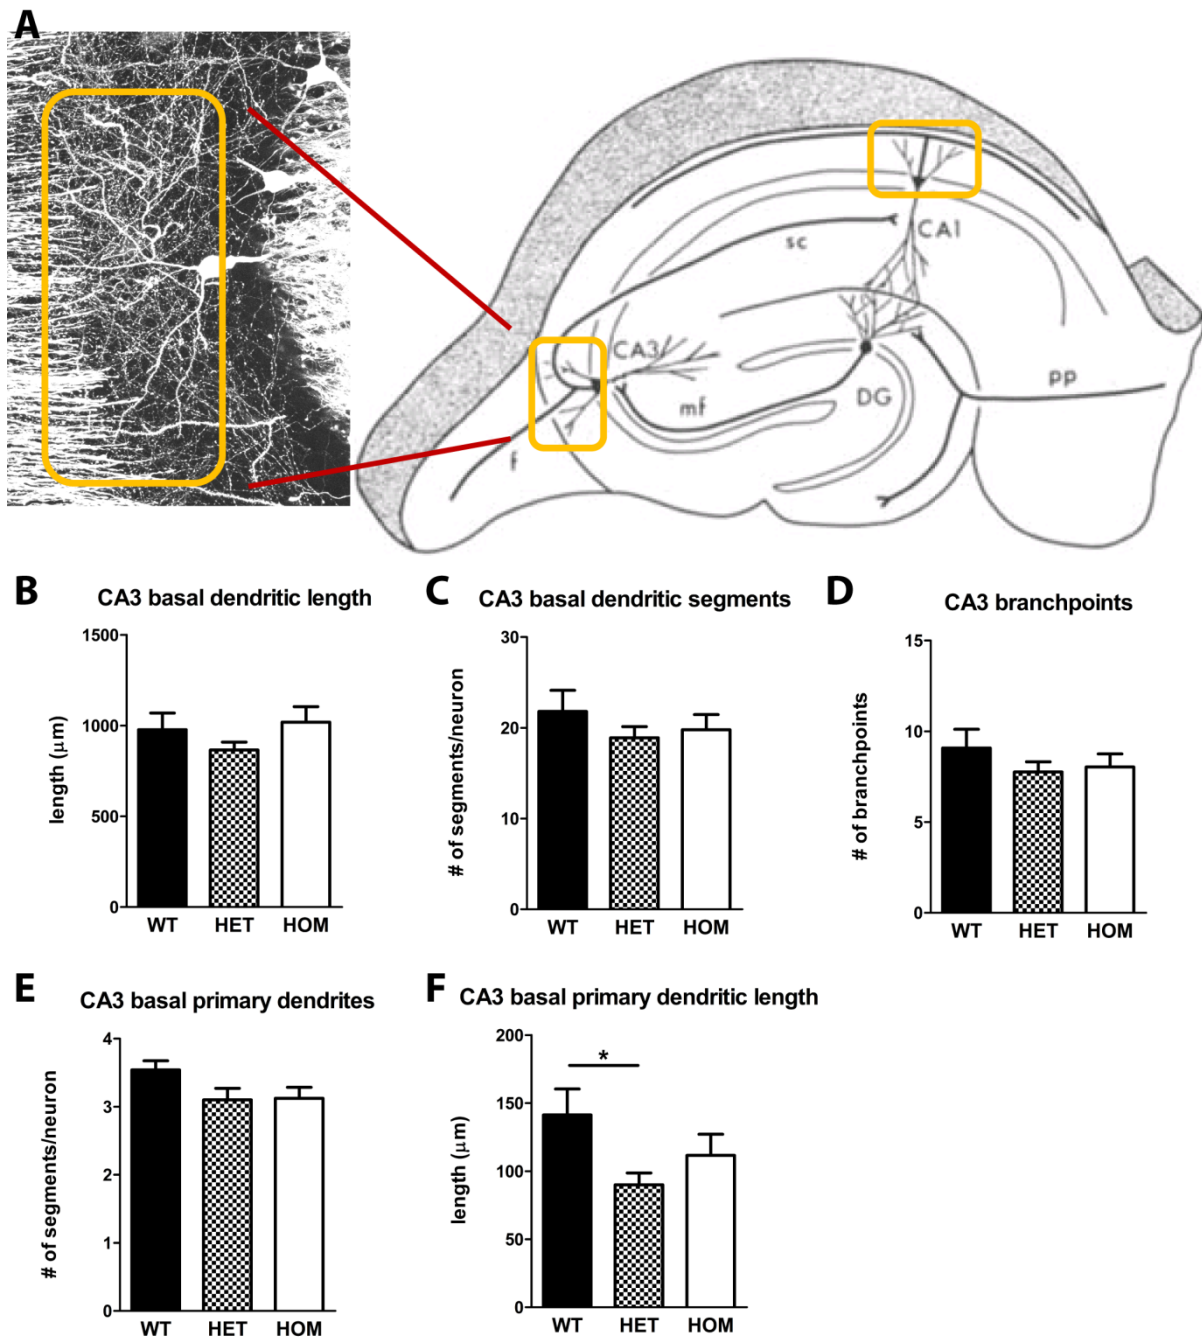 A
CA1
sc
CA3
mf
DG
pp
f
B
CA3 basal dendritic length
1500
1000
500
0
length (μm)
WT HET HOM
C
CA3 basal dendritic segments
30
20
10
0
# of segments/neuron
WT HET HOM
D
CA3 branchpoints
15
10
5
0
# of branchpoints
WT HET HOM
E
CA3 basal primary dendrites
4
3
2
1
0
# of segments/neuron
WT HET HOM
F
CA3 basal primary dendritic length
200
150
100
50
0
length (μm)
*
WT HET HOM